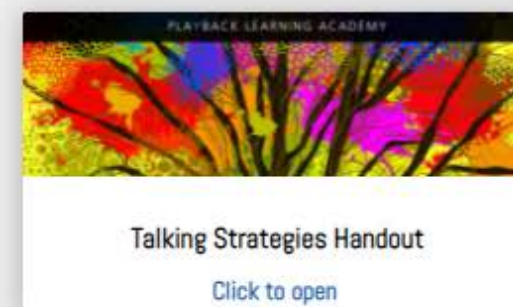 PLAYBACK LEARNING ACADEMY
Talking Strategies Handout
Click to open